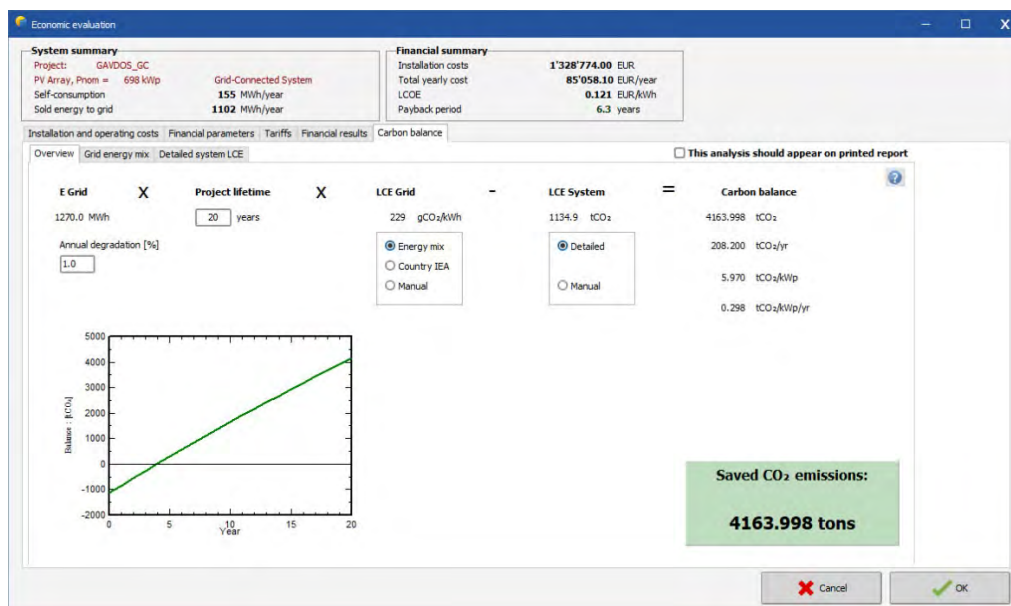 Economic evaluation
System summary
Project: GAVDOS_GC
PV Array, Pnom = 698 kWp Grid-Connected System
Self-consumption 155 MWh/year
Sold energy to grid 1102 MWh/year
Financial summary
Installation costs 1'328'774.00 EUR
Total yearly cost 85'058.10 EUR/year
LCOE 0.121 EUR/kWh
Payback period 6.3 years
Installation and operating costs Financial parameters Tariffs Financial results Carbon balance
Overview Grid energy mix Detailed system LCE
This analysis should appear on printed report
E Grid X Project lifetime X LCE Grid - LCE System = Carbon balance
1270.0 MWh 20 years 229 gCO₂/kWh 1134.9 tCO₂ 4163.998 tCO₂
Annual degradation [%]
1.0
Energy mix
Country IEA
Manual
Detailed
Manual
208.200 tCO₂/yr
5.970 tCO₂/kWp
0.298 tCO₂/kWp/yr
5000
4000
3000
2000
1000
0
-1000
-2000
Balance : [tCO₂]
0 5 10 15 20
Year
Saved CO₂ emissions:
4163.998 tons
Cancel OK